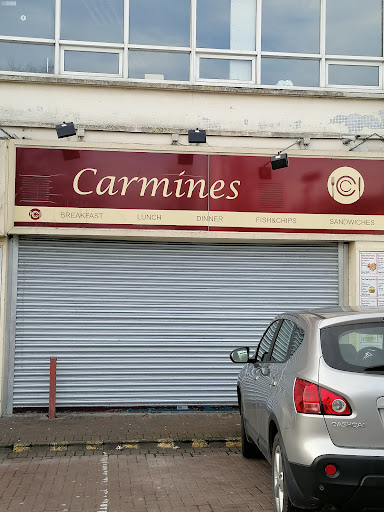 Carmines
BREAKFAST LUNCH DINNER FISH&CHIPS SANDWICHES
QASHQAI